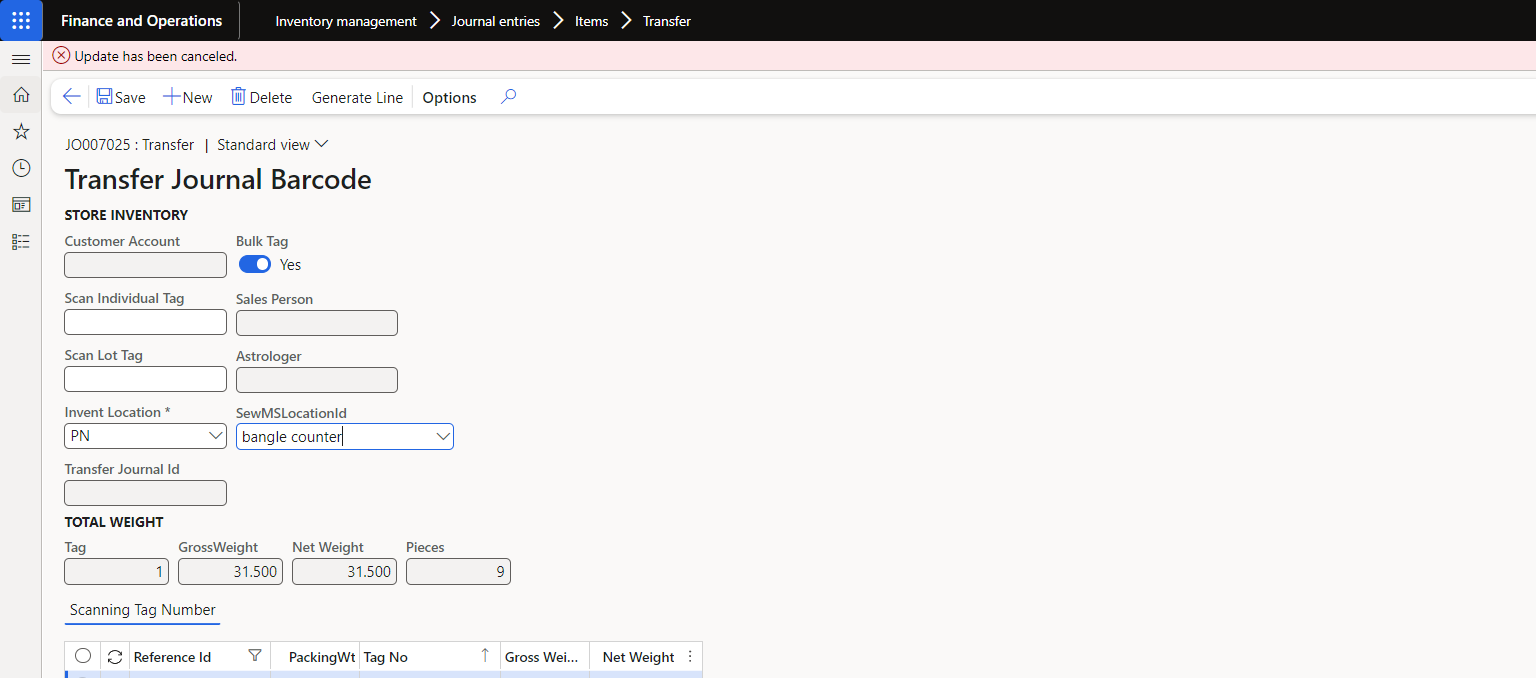 Finance and Operations
Inventory management > Journal entries > Items > Transfer
Update has been canceled.
Save New Delete Generate Line Options
JO007025 : Transfer | Standard view
Transfer Journal Barcode
STORE INVENTORY
Customer Account Bulk Tag
Yes
Scan Individual Tag Sales Person
Scan Lot Tag Astrologer
Invent Location * SewMSLocationId
PN bangle counter
Transfer Journal Id
TOTAL WEIGHT
Tag GrossWeight Net Weight Pieces
1 31.500 31.500 9
Scanning Tag Number
Reference Id PackingWt Tag No Gross Wei... Net Weight